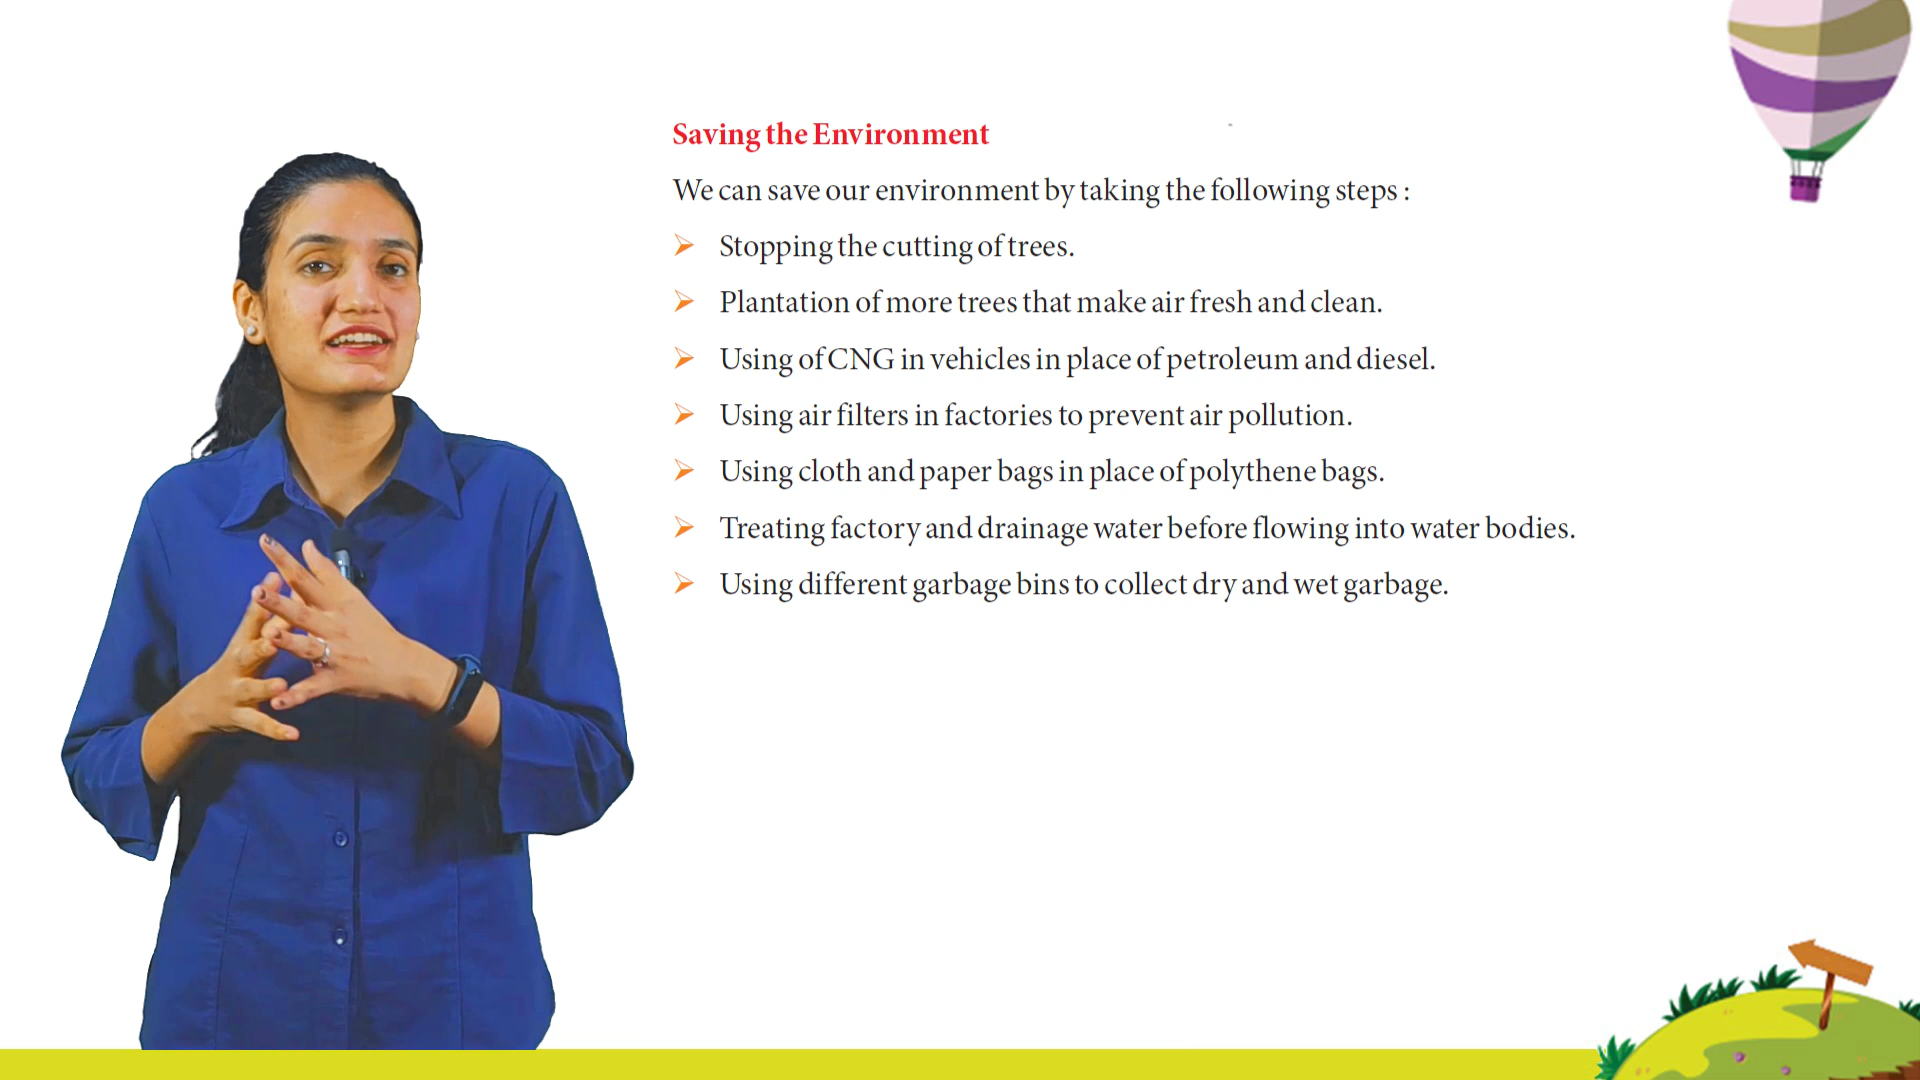 Saving the Environment
We can save our environment by taking the following steps :
Stopping the cutting of trees.
Plantation of more trees that make air fresh and clean.
Using of CNG in vehicles in place of petroleum and diesel.
Using air filters in factories to prevent air pollution.
Using cloth and paper bags in place of polythene bags.
Treating factory and drainage water before flowing into water bodies.
Using different garbage bins to collect dry and wet garbage.